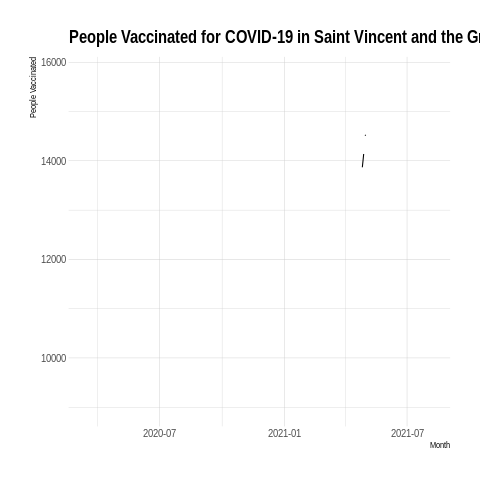 People Vaccinated for COVID-19 in Saint Vincent and the Gr
People Vaccinated
16000
14000
12000
10000
2020-07
2021-01
2021-07
Month